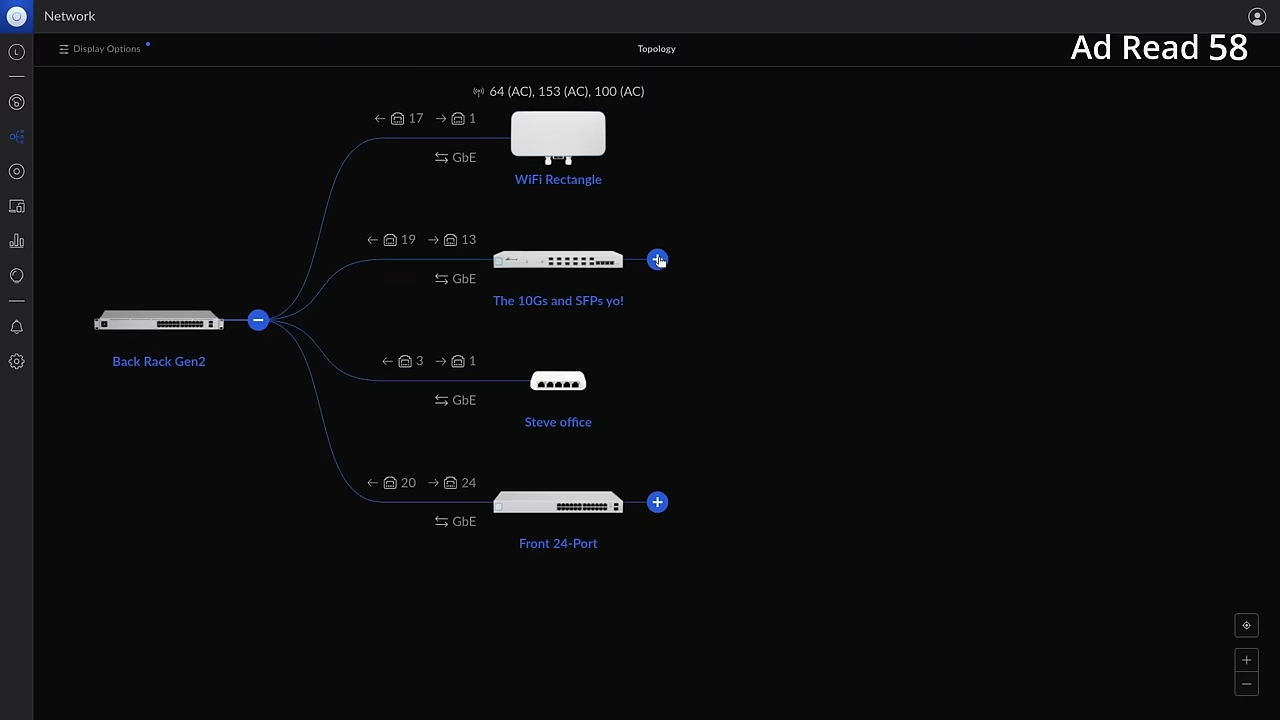 Network
Display Options
Topology
Ad Read 58
64 (AC), 153 (AC), 100 (AC)
17 1
GbE
WiFi Rectangle
19 13
GbE
The 10Gs and SFPs yo!
Back Rack Gen2
3 1
GbE
Steve office
20 24
GbE
Front 24-Port